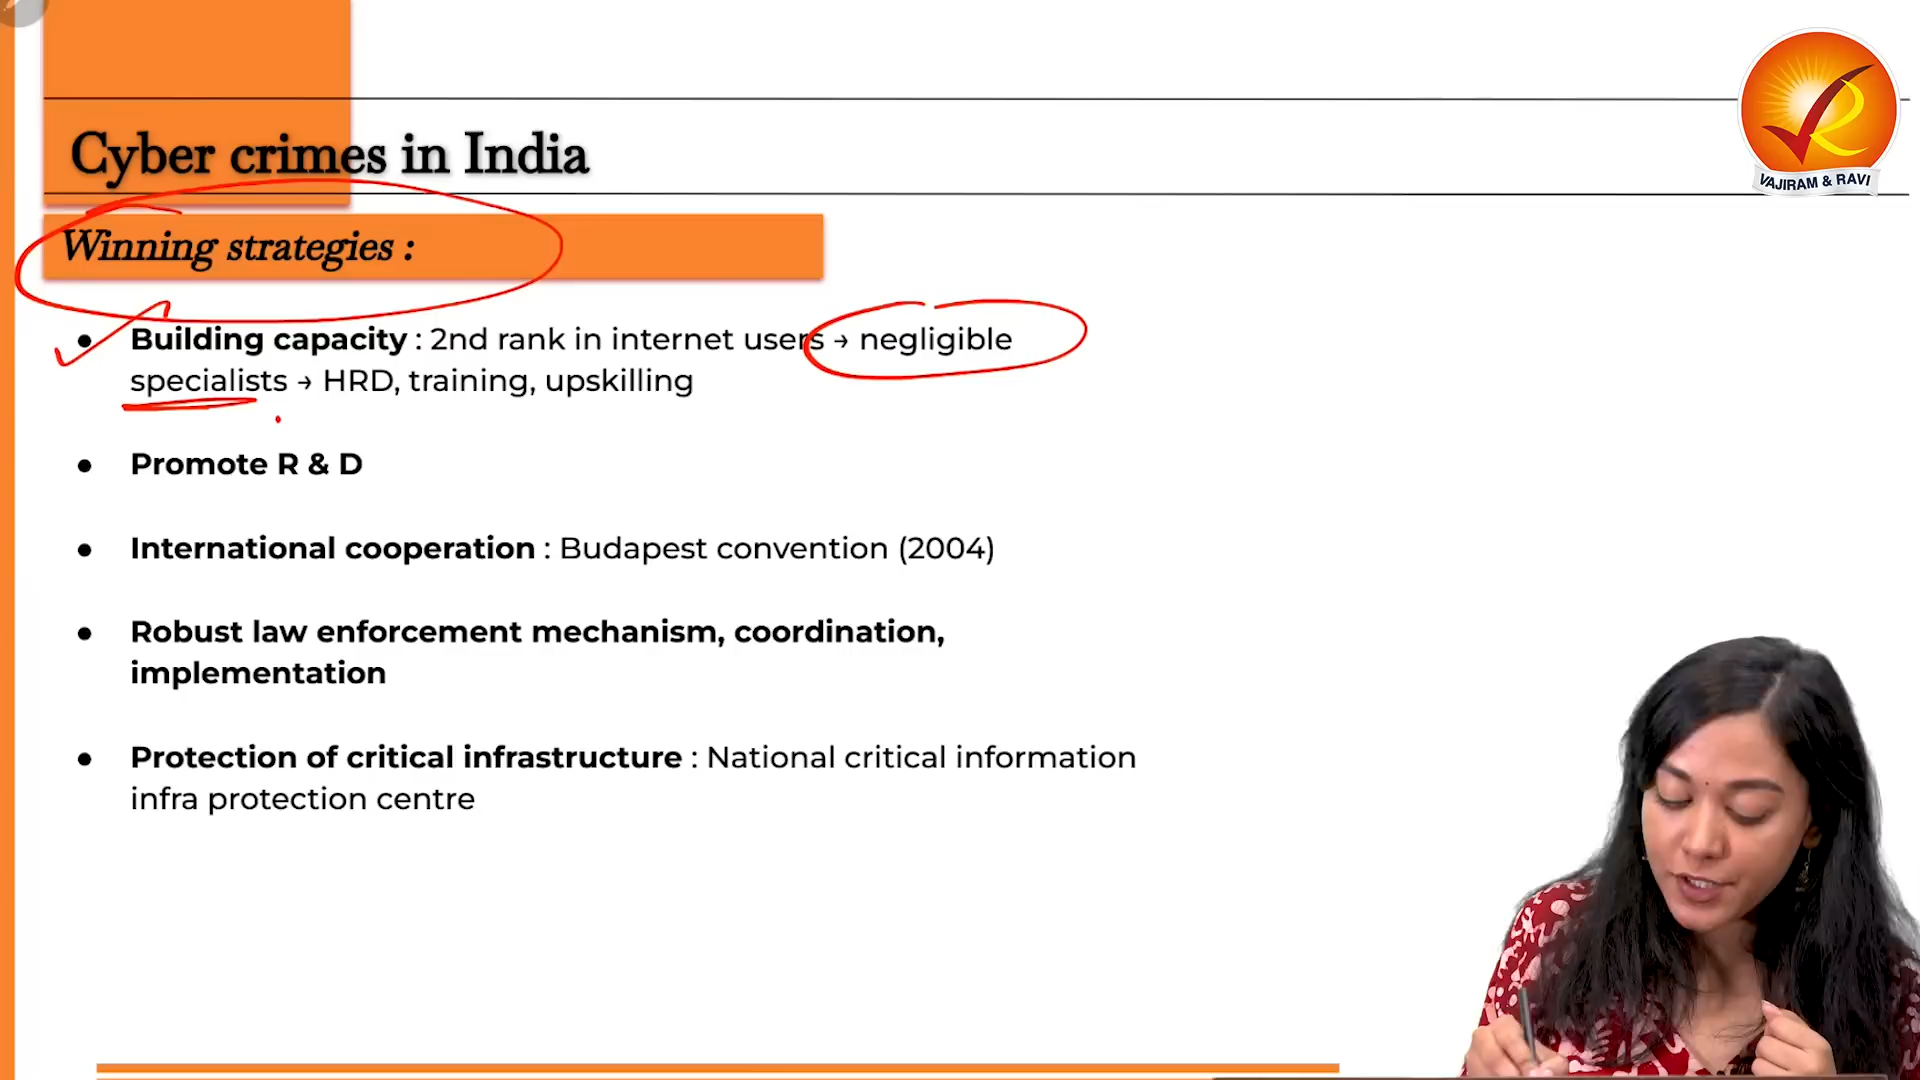 VAJIRAM & RAVI
Cyber crimes in India
Winning strategies :
● Building capacity : 2nd rank in internet users → negligible
specialists → HRD, training, upskilling
● Promote R & D
● International cooperation : Budapest convention (2004)
● Robust law enforcement mechanism, coordination,
implementation
● Protection of critical infrastructure : National critical information
infra protection centre